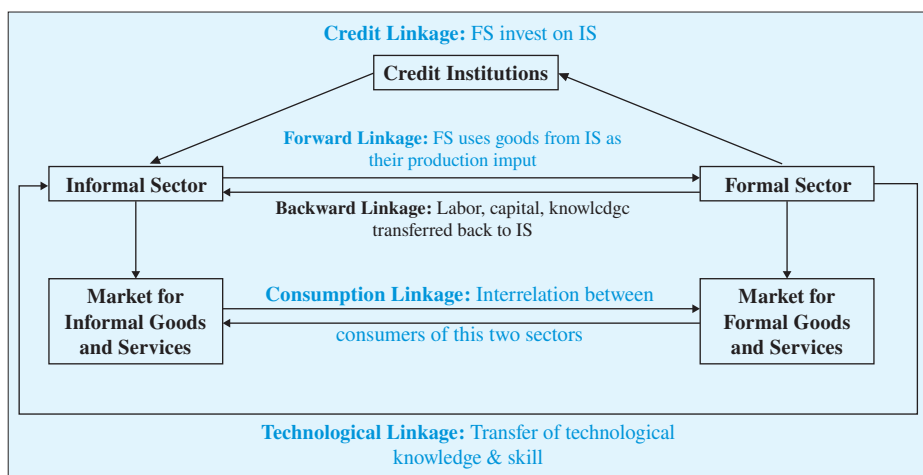 Credit Linkage: FS invest on IS
Credit Institutions
Forward Linkage: FS uses goods from IS as
their production imput
Informal Sector
Formal Sector
Backward Linkage: Labor, capital, knowlcdgc
transferred back to IS
Market for
Informal Goods
and Services
Consumption Linkage: Interrelation between
consumers of this two sectors
Market for
Formal Goods
and Services
Technological Linkage: Transfer of technological
knowledge & skill